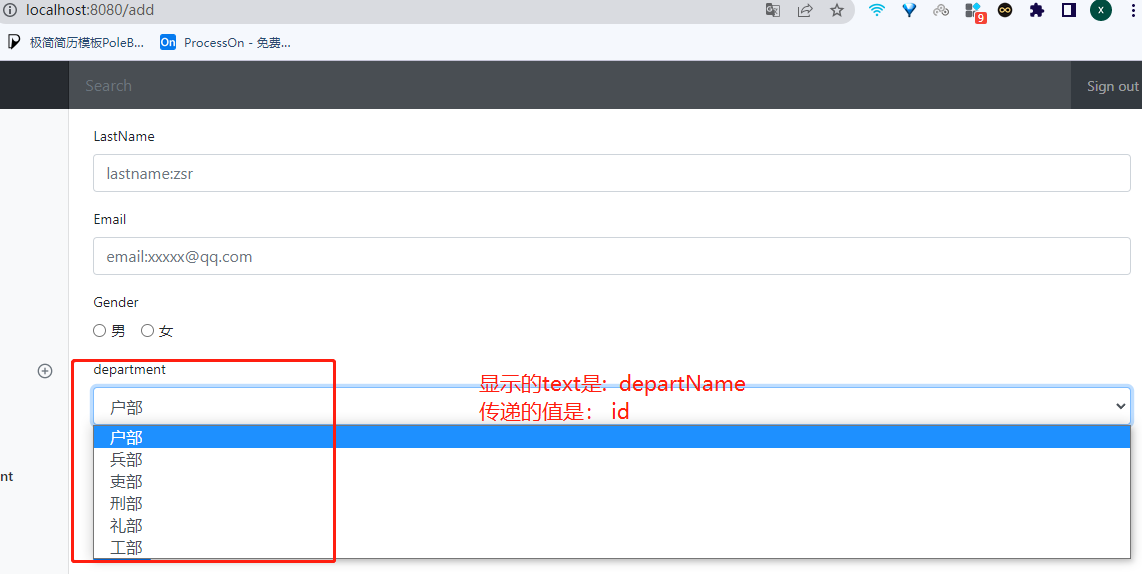 localhost:8080/add
9
X
极简简历模板PoleB...
On ProcessOn - 免费...
Search
Sign out
LastName
lastname:zsr
Email
email:xxxxx@qq.com
Gender
男 女
department
显示的text是: departName
户部
传递的值是: id
户部
兵部
吏部
nt
刑部
礼部
工部